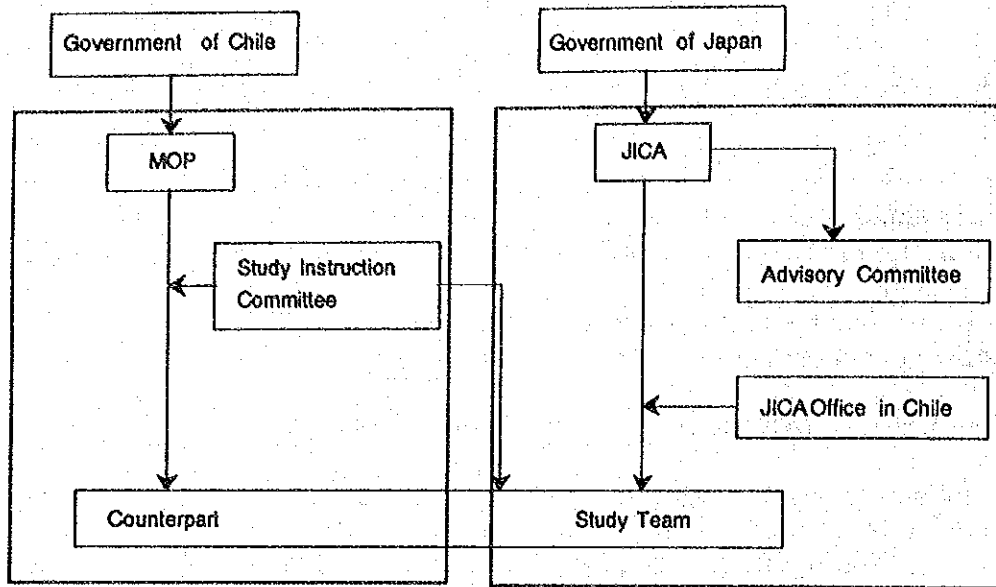 Government of Chile
Government of Japan
MOP
JICA
Study Instruction
Committee
Advisory Committee
JICA Office in Chile
Counterpart
Study Team